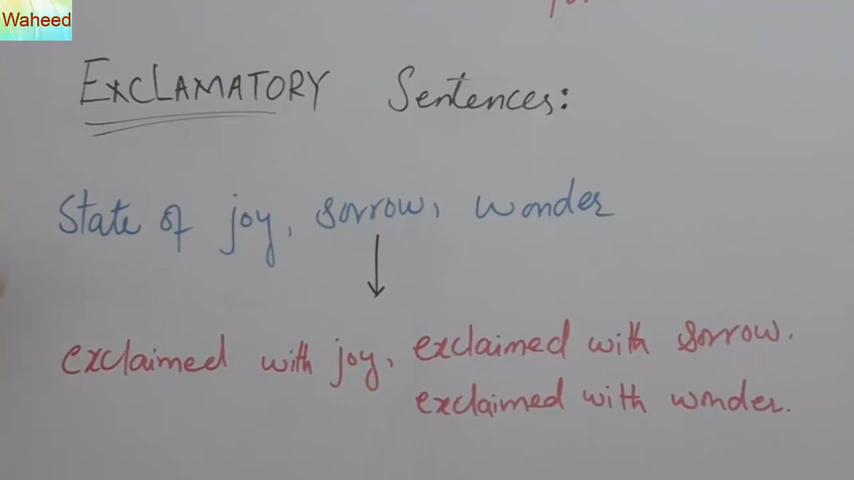 Waheed
EXCLAMATORY Sentences:
State of joy, sorrow, wonder
exclaimed with joy, exclaimed with sorrow.
exclaimed with wonder.